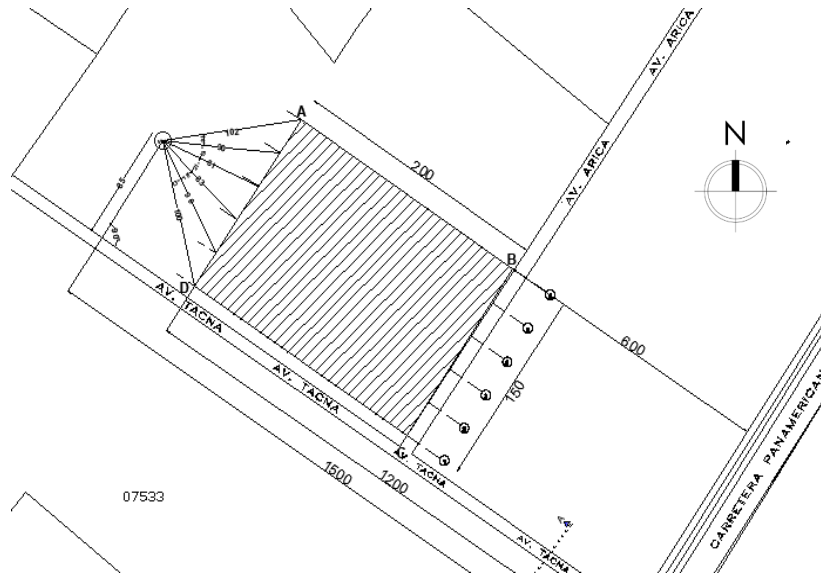 AV. ARICA
N
A
102
200
AV. ARICA
B
D
AV. TACNA
600
150
AV. TACNA
C
AV. TACNA
1500
1200
07533
A
AV. TACNA
CARRETERA PANAMERICAN